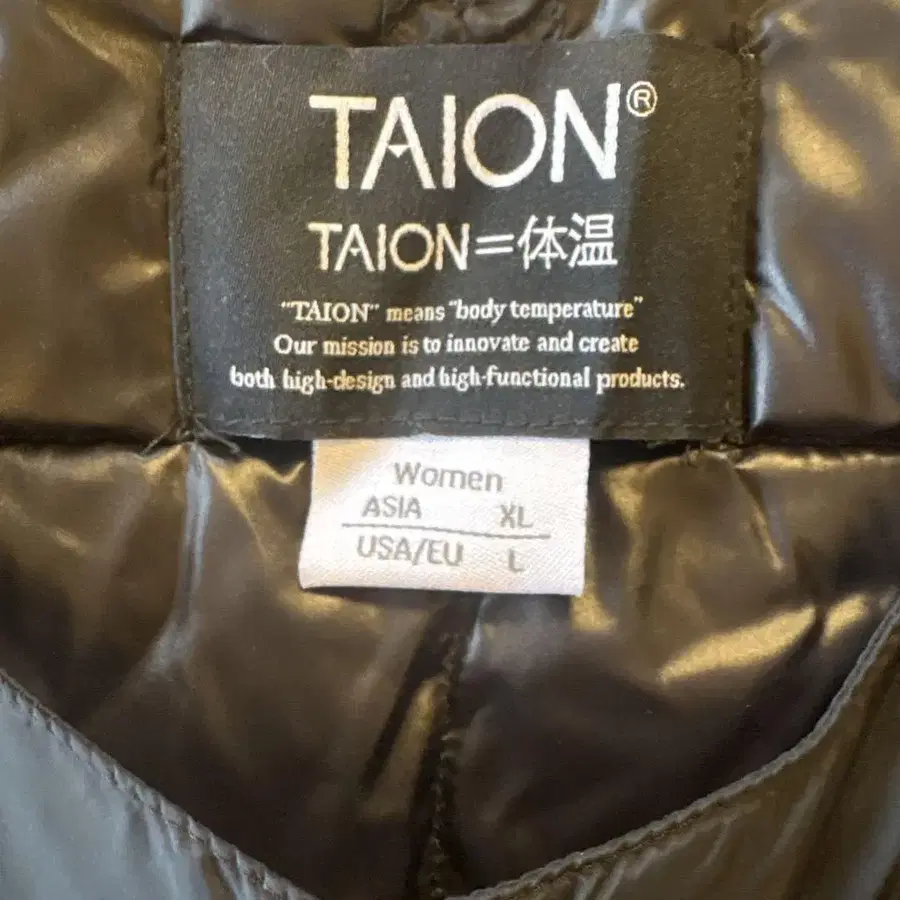 TAION®
TAION=体温
"TAION" means "body temperature"
Our mission is to innovate and create
both high-design and high-functional products.
Women
ASIA XL
USA/EU L